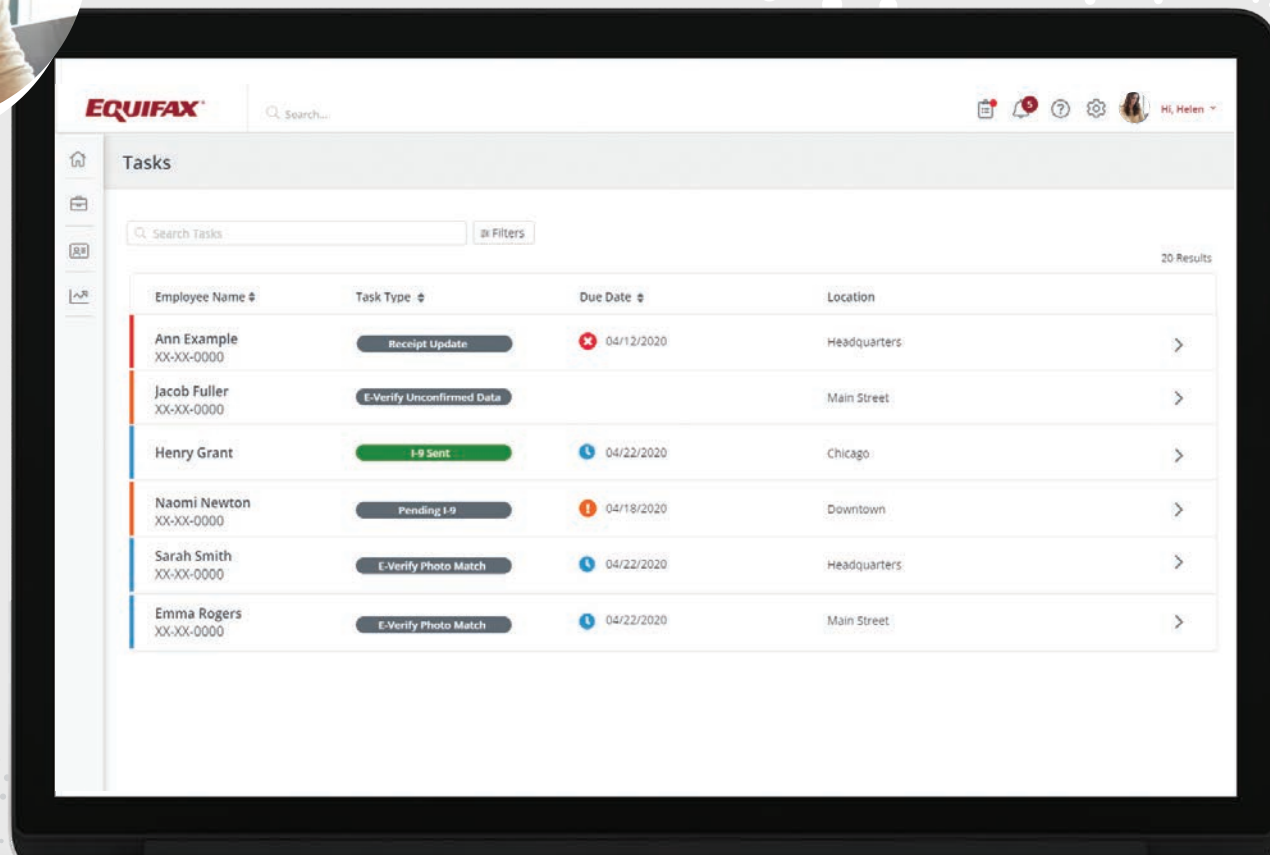 EQUIFAX
Search...
5
Hi, Helen
Tasks
Search Tasks
Filters
20 Results
Employee Name
Task Type
Due Date
Location
Ann Example
XX-XX-0000
Receipt Update
04/12/2020
Headquarters
Jacob Fuller
XX-XX-0000
E-Verify Unconfirmed Data
Main Street
Henry Grant
I-9 Sent
04/22/2020
Chicago
Naomi Newton
XX-XX-0000
Pending I-9
04/18/2020
Downtown
Sarah Smith
XX-XX-0000
E-Verify Photo Match
04/22/2020
Headquarters
Emma Rogers
XX-XX-0000
E-Verify Photo Match
04/22/2020
Main Street